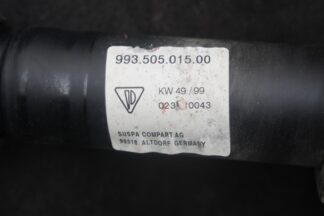 993.505.015.00
KW 49/99
SUSPA COMPART AG
ALTDORF GERMANY